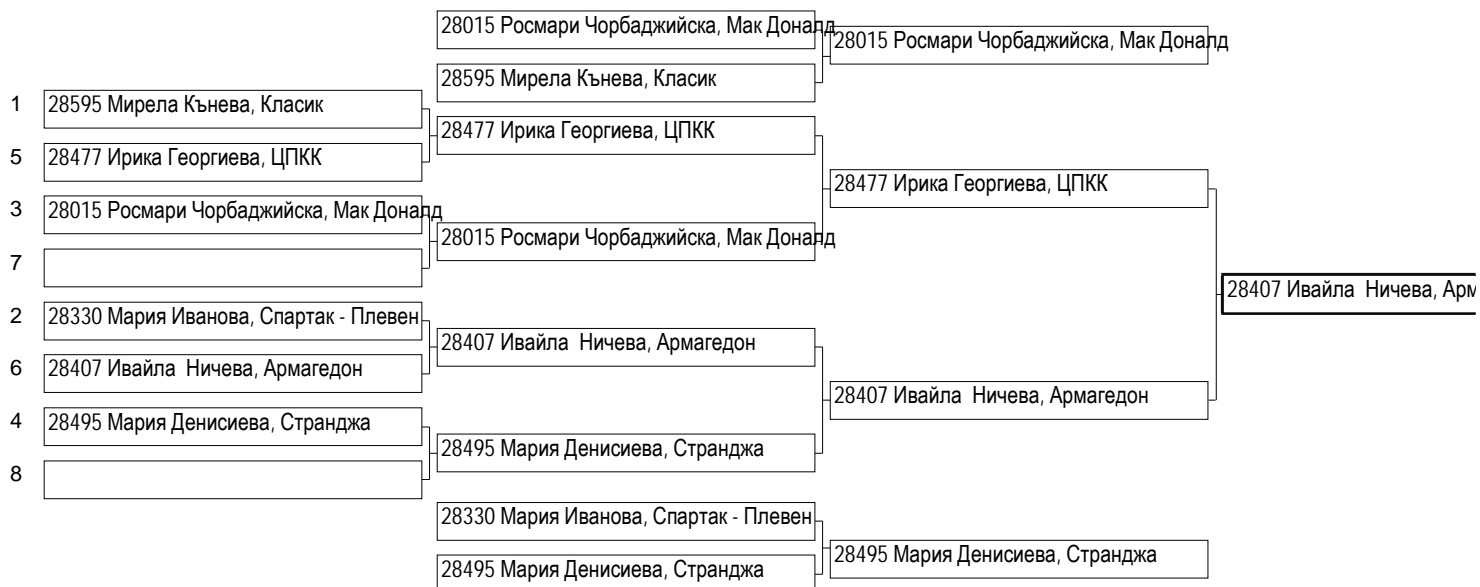 28015 Росмари Чорбаджийска, Мак Доналд
28015 Росмари Чорбаджийска, Мак Доналд
28595 Мирела Кънева, Класик
1 28595 Мирела Кънева, Класик
28477 Ирика Георгиева, ЦПКК
5 28477 Ирика Георгиева, ЦПКК
28477 Ирика Георгиева, ЦПКК
3 28015 Росмари Чорбаджийска, Мак Доналд
28015 Росмари Чорбаджийска, Мак Доналд
7
28407 Ивайла Ничева, Арм
2 28330 Мария Иванова, Спартак - Плевен
28407 Ивайла Ничева, Армагедон
6 28407 Ивайла Ничева, Армагедон
28407 Ивайла Ничева, Армагедон
4 28495 Мария Денисиева, Странджа
28495 Мария Денисиева, Странджа
8
28330 Мария Иванова, Спартак - Плевен
28495 Мария Денисиева, Странджа
28495 Мария Денисиева, Странджа